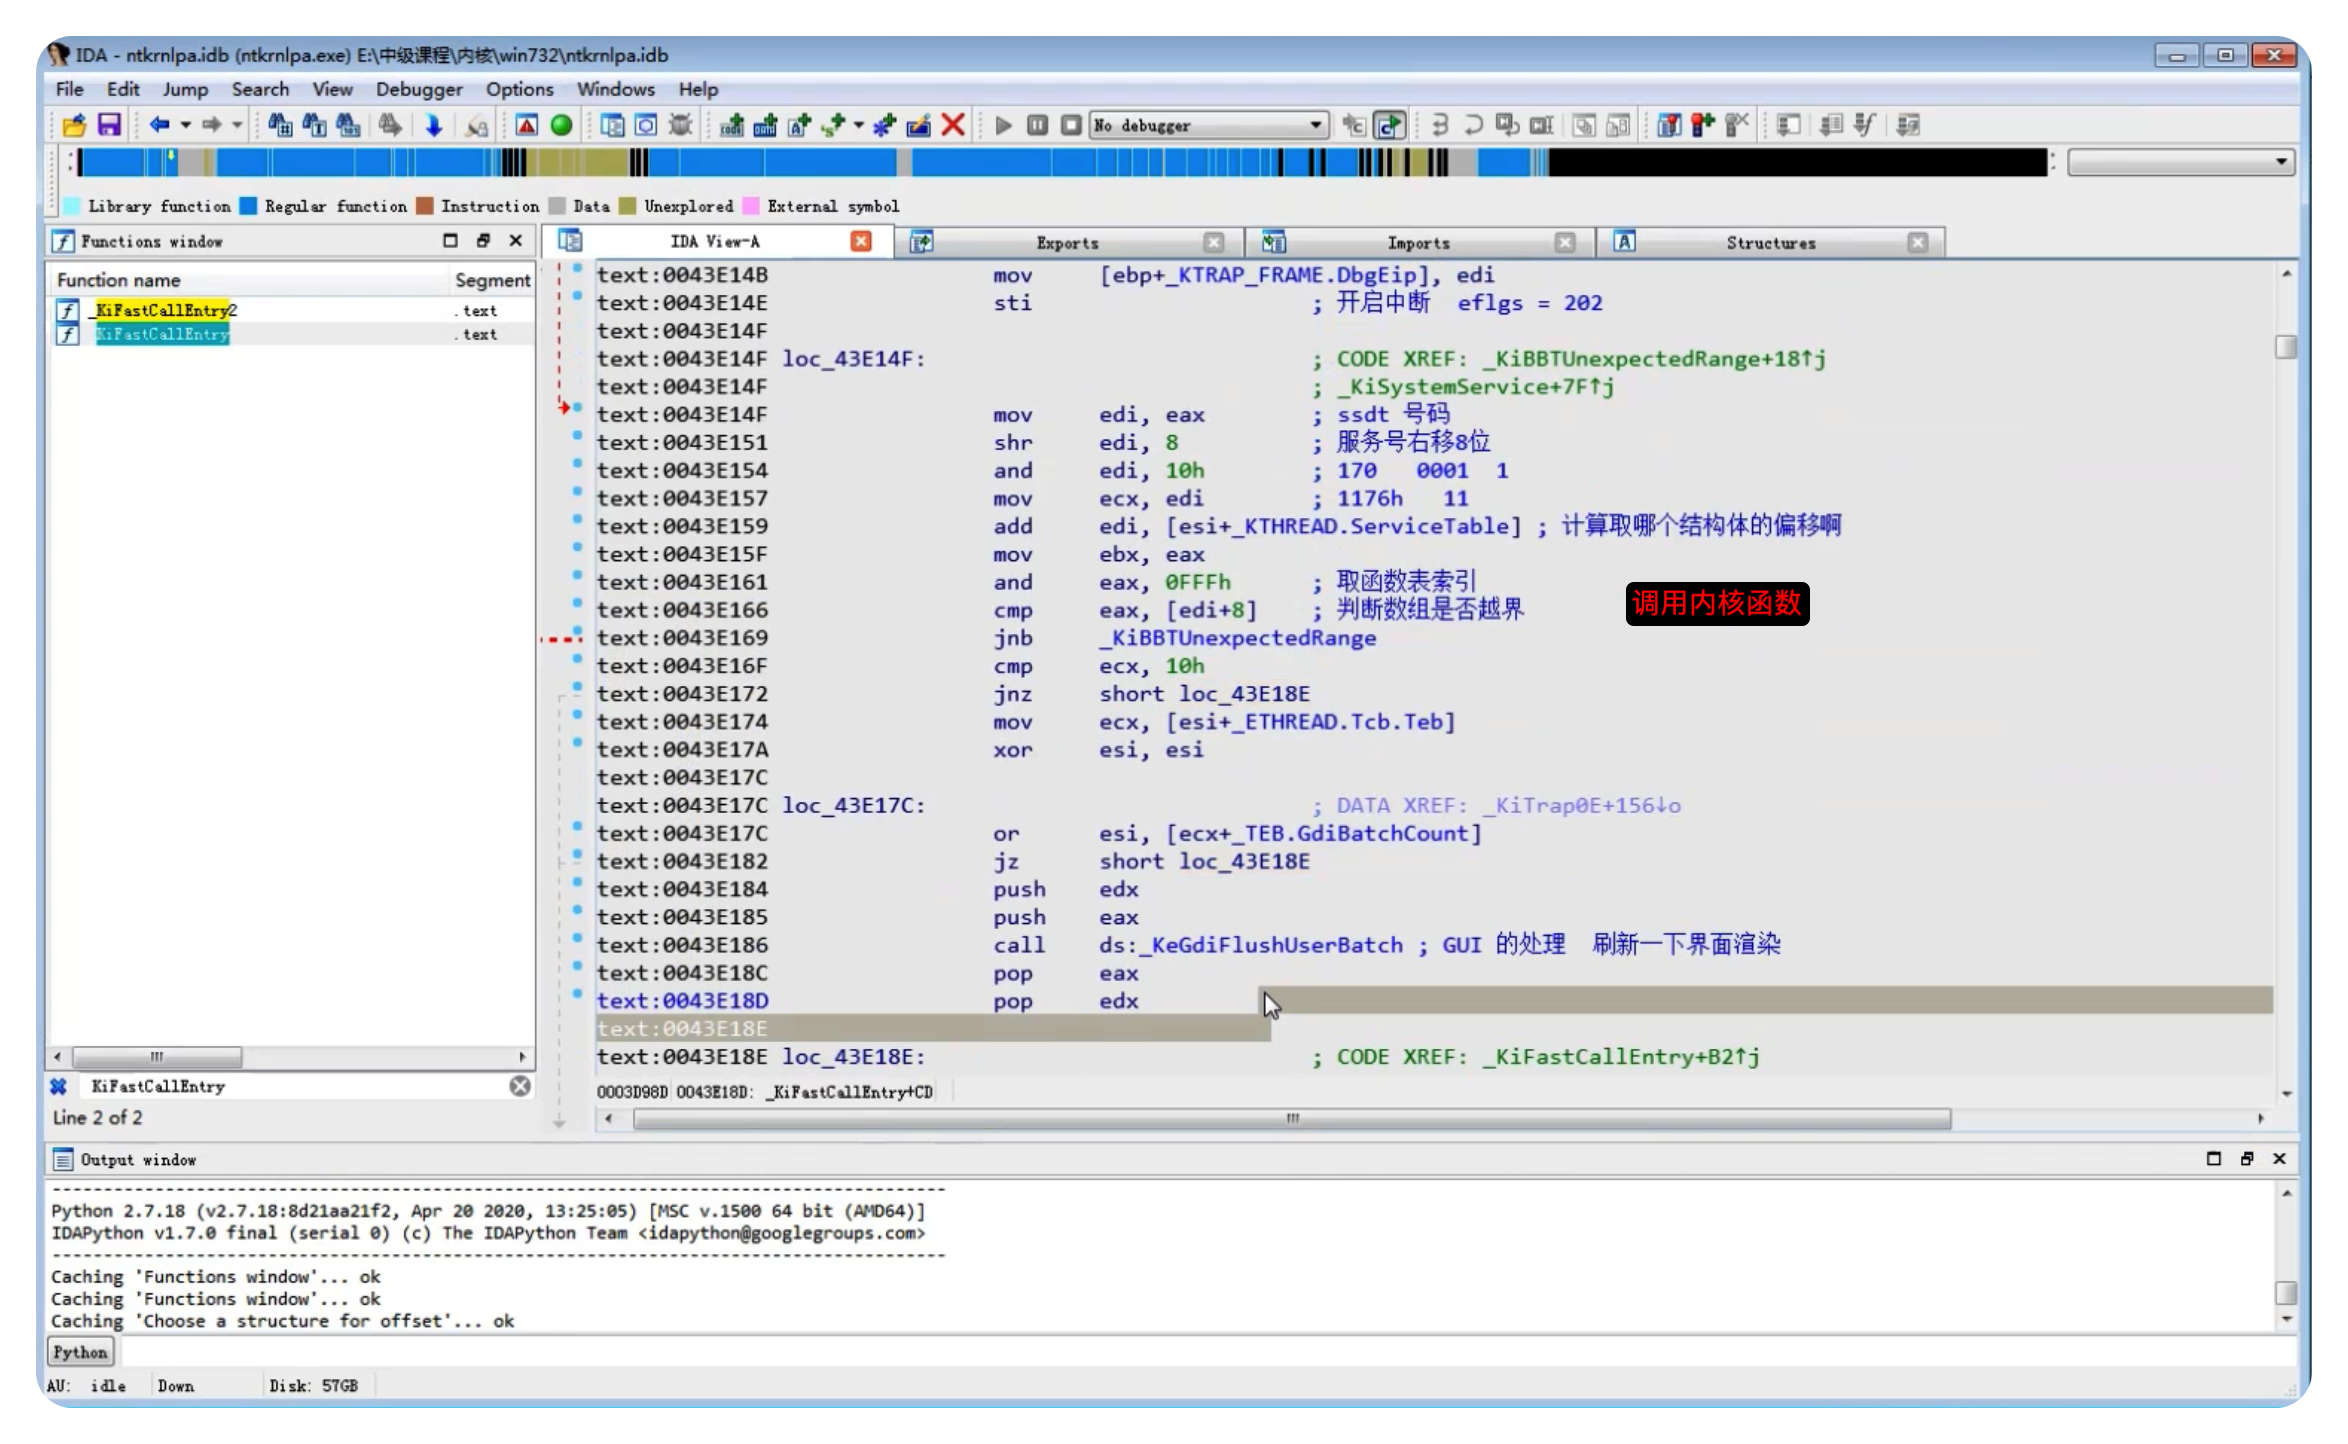 IDA - ntkrnlpa.idb (ntkrnlpa.exe) E:\中级课程\内核\win732\ntkrnlpa.idb
File Edit Jump Search View Debugger Options Windows Help
No debugger
Library function Regular function Instruction Data Unexplored External symbol
Functions window
IDA View-A Exports Imports Structures
Function name Segment
_KiFastCallEntry2 .text
_KiFastCallEntry .text
KiFastCallEntry
Line 2 of 2
text:0043E14B mov [ebp+_KTRAP_FRAME.DbgEip], edi
text:0043E14E sti ; 开启中断 eflgs = 202
text:0043E14F
text:0043E14F loc_43E14F: ; CODE XREF: _KiBBTUnexpectedRange+18↑j
text:0043E14F ; _KiSystemService+7F↑j
text:0043E14F mov edi, eax ; ssdt 号码
text:0043E151 shr edi, 8 ; 服务号右移8位
text:0043E154 and edi, 10h ; 170 0001 1
text:0043E157 mov ecx, edi ; 1176h 11
text:0043E159 add edi, [esi+_KTHREAD.ServiceTable] ; 计算取哪个结构体的偏移啊
text:0043E15F mov ebx, eax
text:0043E161 and eax, 0FFFh ; 取函数表索引
text:0043E166 cmp eax, [edi+8] ; 判断数组是否越界
调用内核函数
text:0043E169 jnb _KiBBTUnexpectedRange
text:0043E16F cmp ecx, 10h
text:0043E172 jnz short loc_43E18E
text:0043E174 mov ecx, [esi+_ETHREAD.Tcb.Teb]
text:0043E17A xor esi, esi
text:0043E17C
text:0043E17C loc_43E17C: ; DATA XREF: _KiTrap0E+156↓o
text:0043E17C or esi, [ecx+_TEB.GdiBatchCount]
text:0043E182 jz short loc_43E18E
text:0043E184 push edx
text:0043E185 push eax
text:0043E186 call ds:_KeGdiFlushUserBatch ; GUI 的处理 刷新一下界面渲染
text:0043E18C pop eax
text:0043E18D pop edx
text:0043E18E
text:0043E18E loc_43E18E: ; CODE XREF: _KiFastCallEntry+B2↑j
0003D98D 0043E18D: _KiFastCallEntry+CD
Output window
Python 2.7.18 (v2.7.18:8d21aa21f2, Apr 20 2020, 13:25:05) [MSC v.1500 64 bit (AMD64)]
IDAPython v1.7.0 final (serial 0) (c) The IDAPython Team <idapython@googlegroups.com>
Caching 'Functions window'... ok
Caching 'Functions window'... ok
Caching 'Choose a structure for offset'... ok
Python
AU: idle Down Disk: 57GB